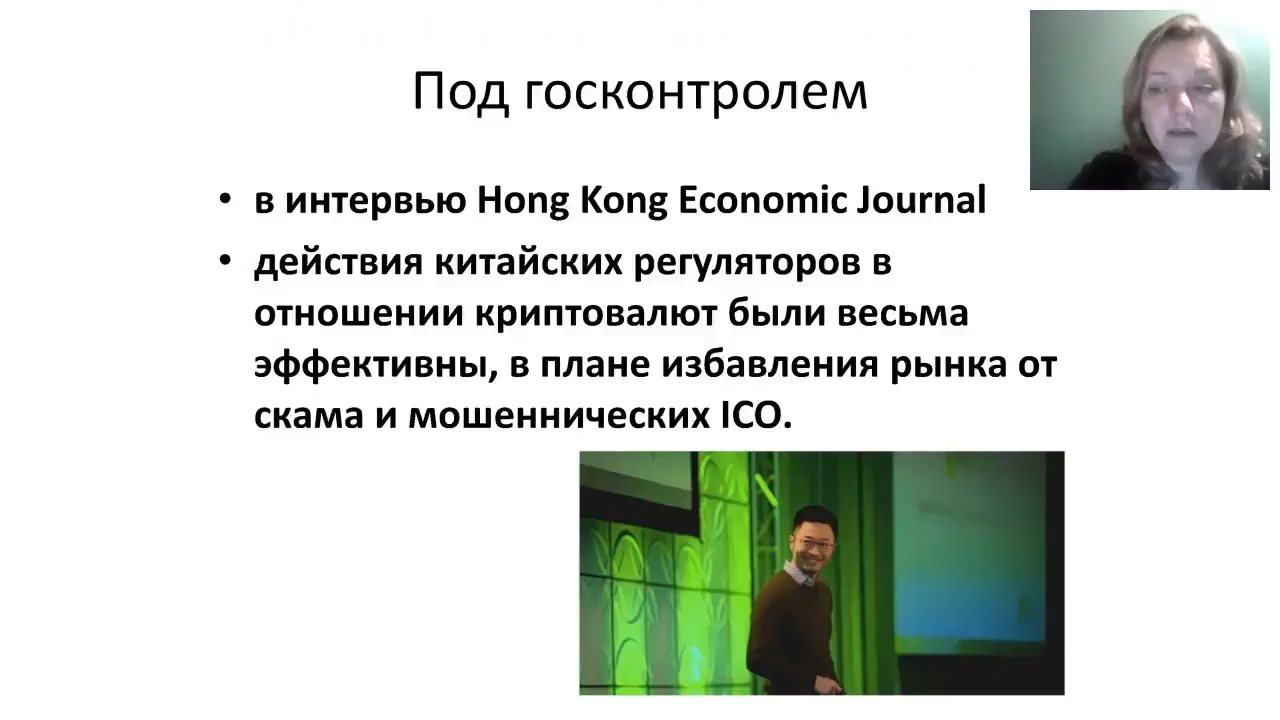 Под госконтролем
• в интервью Hong Kong Economic Journal
• действия китайских регуляторов в
отношении криптовалют были весьма
эффективны, в плане избавления рынка от
скама и мошеннических ICO.